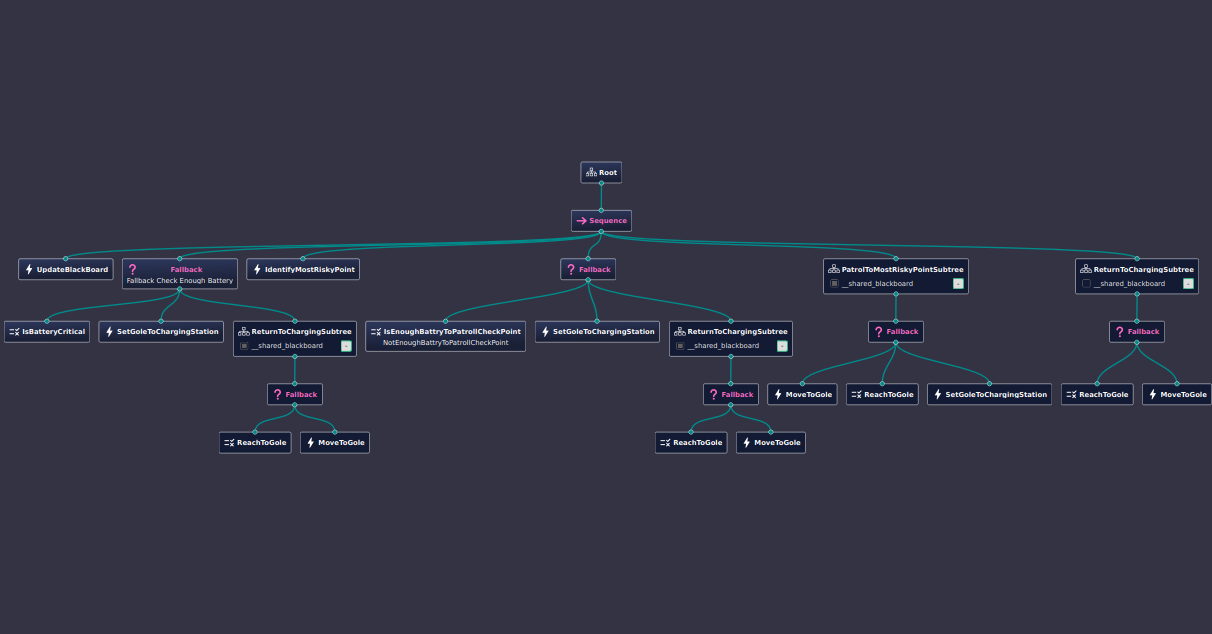 Root
Sequence
UpdateBlackBoard
? Fallback
Fallback Check Enough Battery
IdentifyMostRiskyPoint
? Fallback
PatrolToMostRiskyPointSubtree
__shared_blackboard
ReturnToChargingSubtree
__shared_blackboard
IsBatteryCritical
SetGoleToChargingStation
ReturnToChargingSubtree
__shared_blackboard
IsEnoughBattryToPatrollCheckPoint
NotEnoughBattryToPatrollCheckPoint
SetGoleToChargingStation
ReturnToChargingSubtree
__shared_blackboard
? Fallback
? Fallback
? Fallback
? Fallback
MoveToGole
ReachToGole
SetGoleToChargingStation
ReachToGole
MoveToGole
ReachToGole
MoveToGole
ReachToGole
MoveToGole